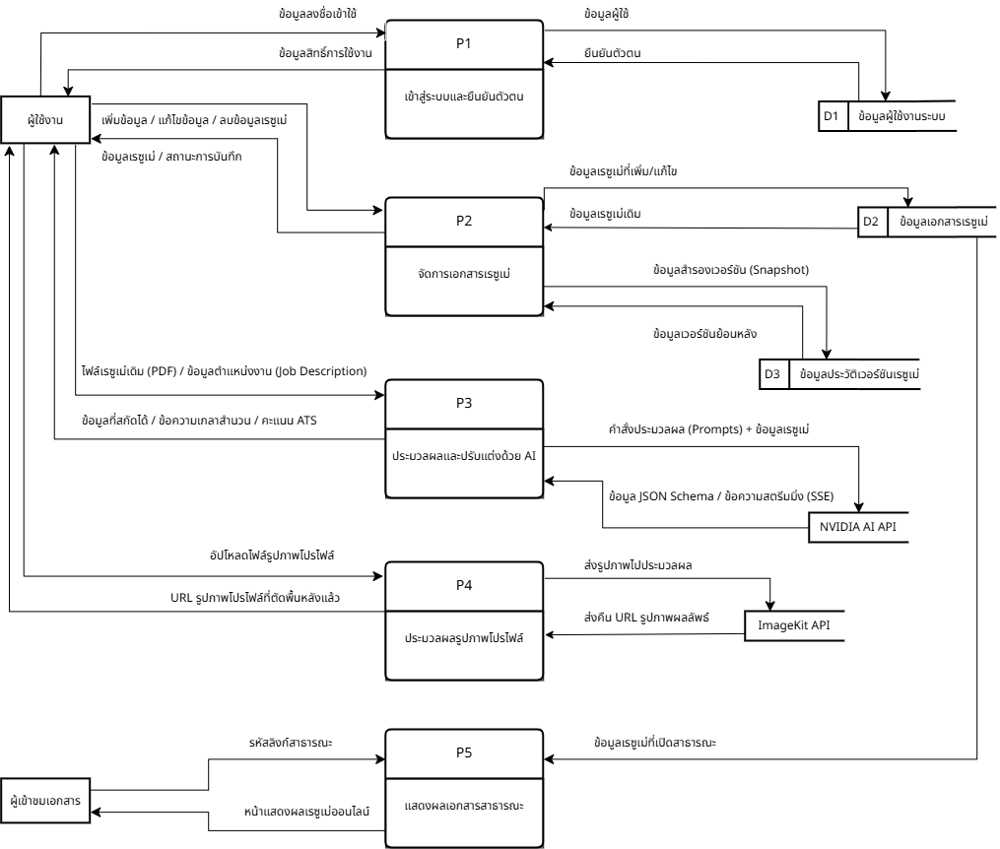 ข้อมูลลงชื่อเข้าใช้
ข้อมูลผู้ใช้
P1
ข้อมูลสิทธิ์การใช้งาน
ยืนยันตัวตน
เข้าสู่ระบบและยืนยันตัวตน
D1
ข้อมูลผู้ใช้งานระบบ
ผู้ใช้งาน
เพิ่มข้อมูล / แก้ไขข้อมูล / ลบข้อมูลเรซูเม่
ข้อมูลเรซูเม่ / สถานะการบันทึก
ข้อมูลเรซูเม่ที่เพิ่ม/แก้ไข
P2
ข้อมูลเรซูเม่เดิม
D2
ข้อมูลเอกสารเรซูเม่
จัดการเอกสารเรซูเม่
ข้อมูลสำรองเวอร์ชัน (Snapshot)
ข้อมูลเวอร์ชันย้อนหลัง
D3
ข้อมูลประวัติเวอร์ชันเรซูเม่
ไฟล์เรซูเม่เดิม (PDF) / ข้อมูลตำแหน่งงาน (Job Description)
P3
ข้อมูลที่สกัดได้ / ข้อความเกลาสำนวน / คะแนน ATS
คำสั่งประมวลผล (Prompts) + ข้อมูลเรซูเม่
ประมวลผลและปรับแต่งด้วย AI
ข้อมูล JSON Schema / ข้อความสตรีมมิ่ง (SSE)
NVIDIA AI API
อัปโหลดไฟล์รูปภาพโปรไฟล์
ส่งรูปภาพไปประมวลผล
P4
URL รูปภาพโปรไฟล์ที่ตัดพื้นหลังแล้ว
ส่งคืน URL รูปภาพผลลัพธ์
ImageKit API
ประมวลผลรูปภาพโปรไฟล์
รหัสลิงก์สาธารณะ
ข้อมูลเรซูเม่ที่เปิดสาธารณะ
P5
ผู้เข้าชมเอกสาร
หน้าแสดงผลเรซูเม่ออนไลน์
แสดงผลเอกสารสาธารณะ